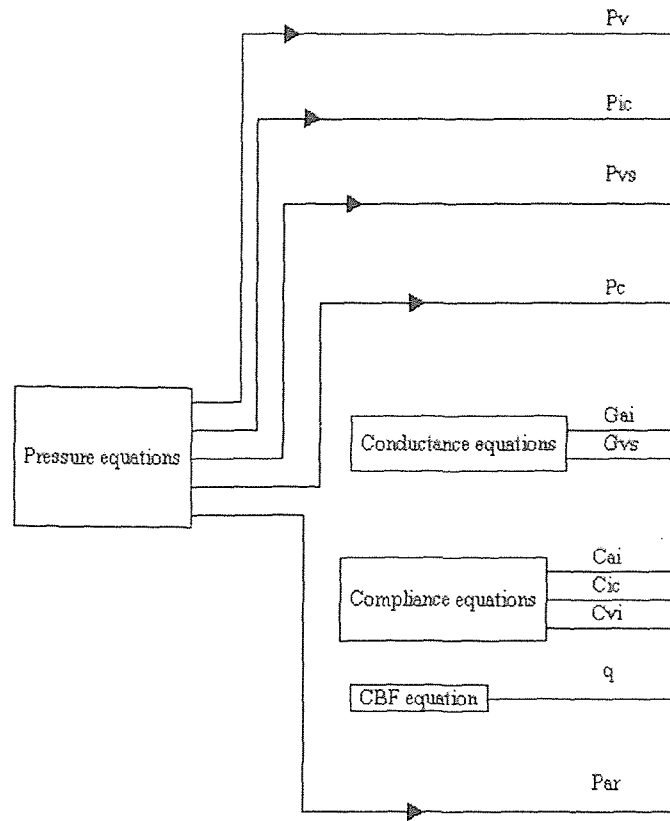 Pv
Pic
Pvs
Pc
Pressure equations
Conductance equations
Gai
Gvs
Compliance equations
Cai
Cic
Cvi
CBF equation
q
Par